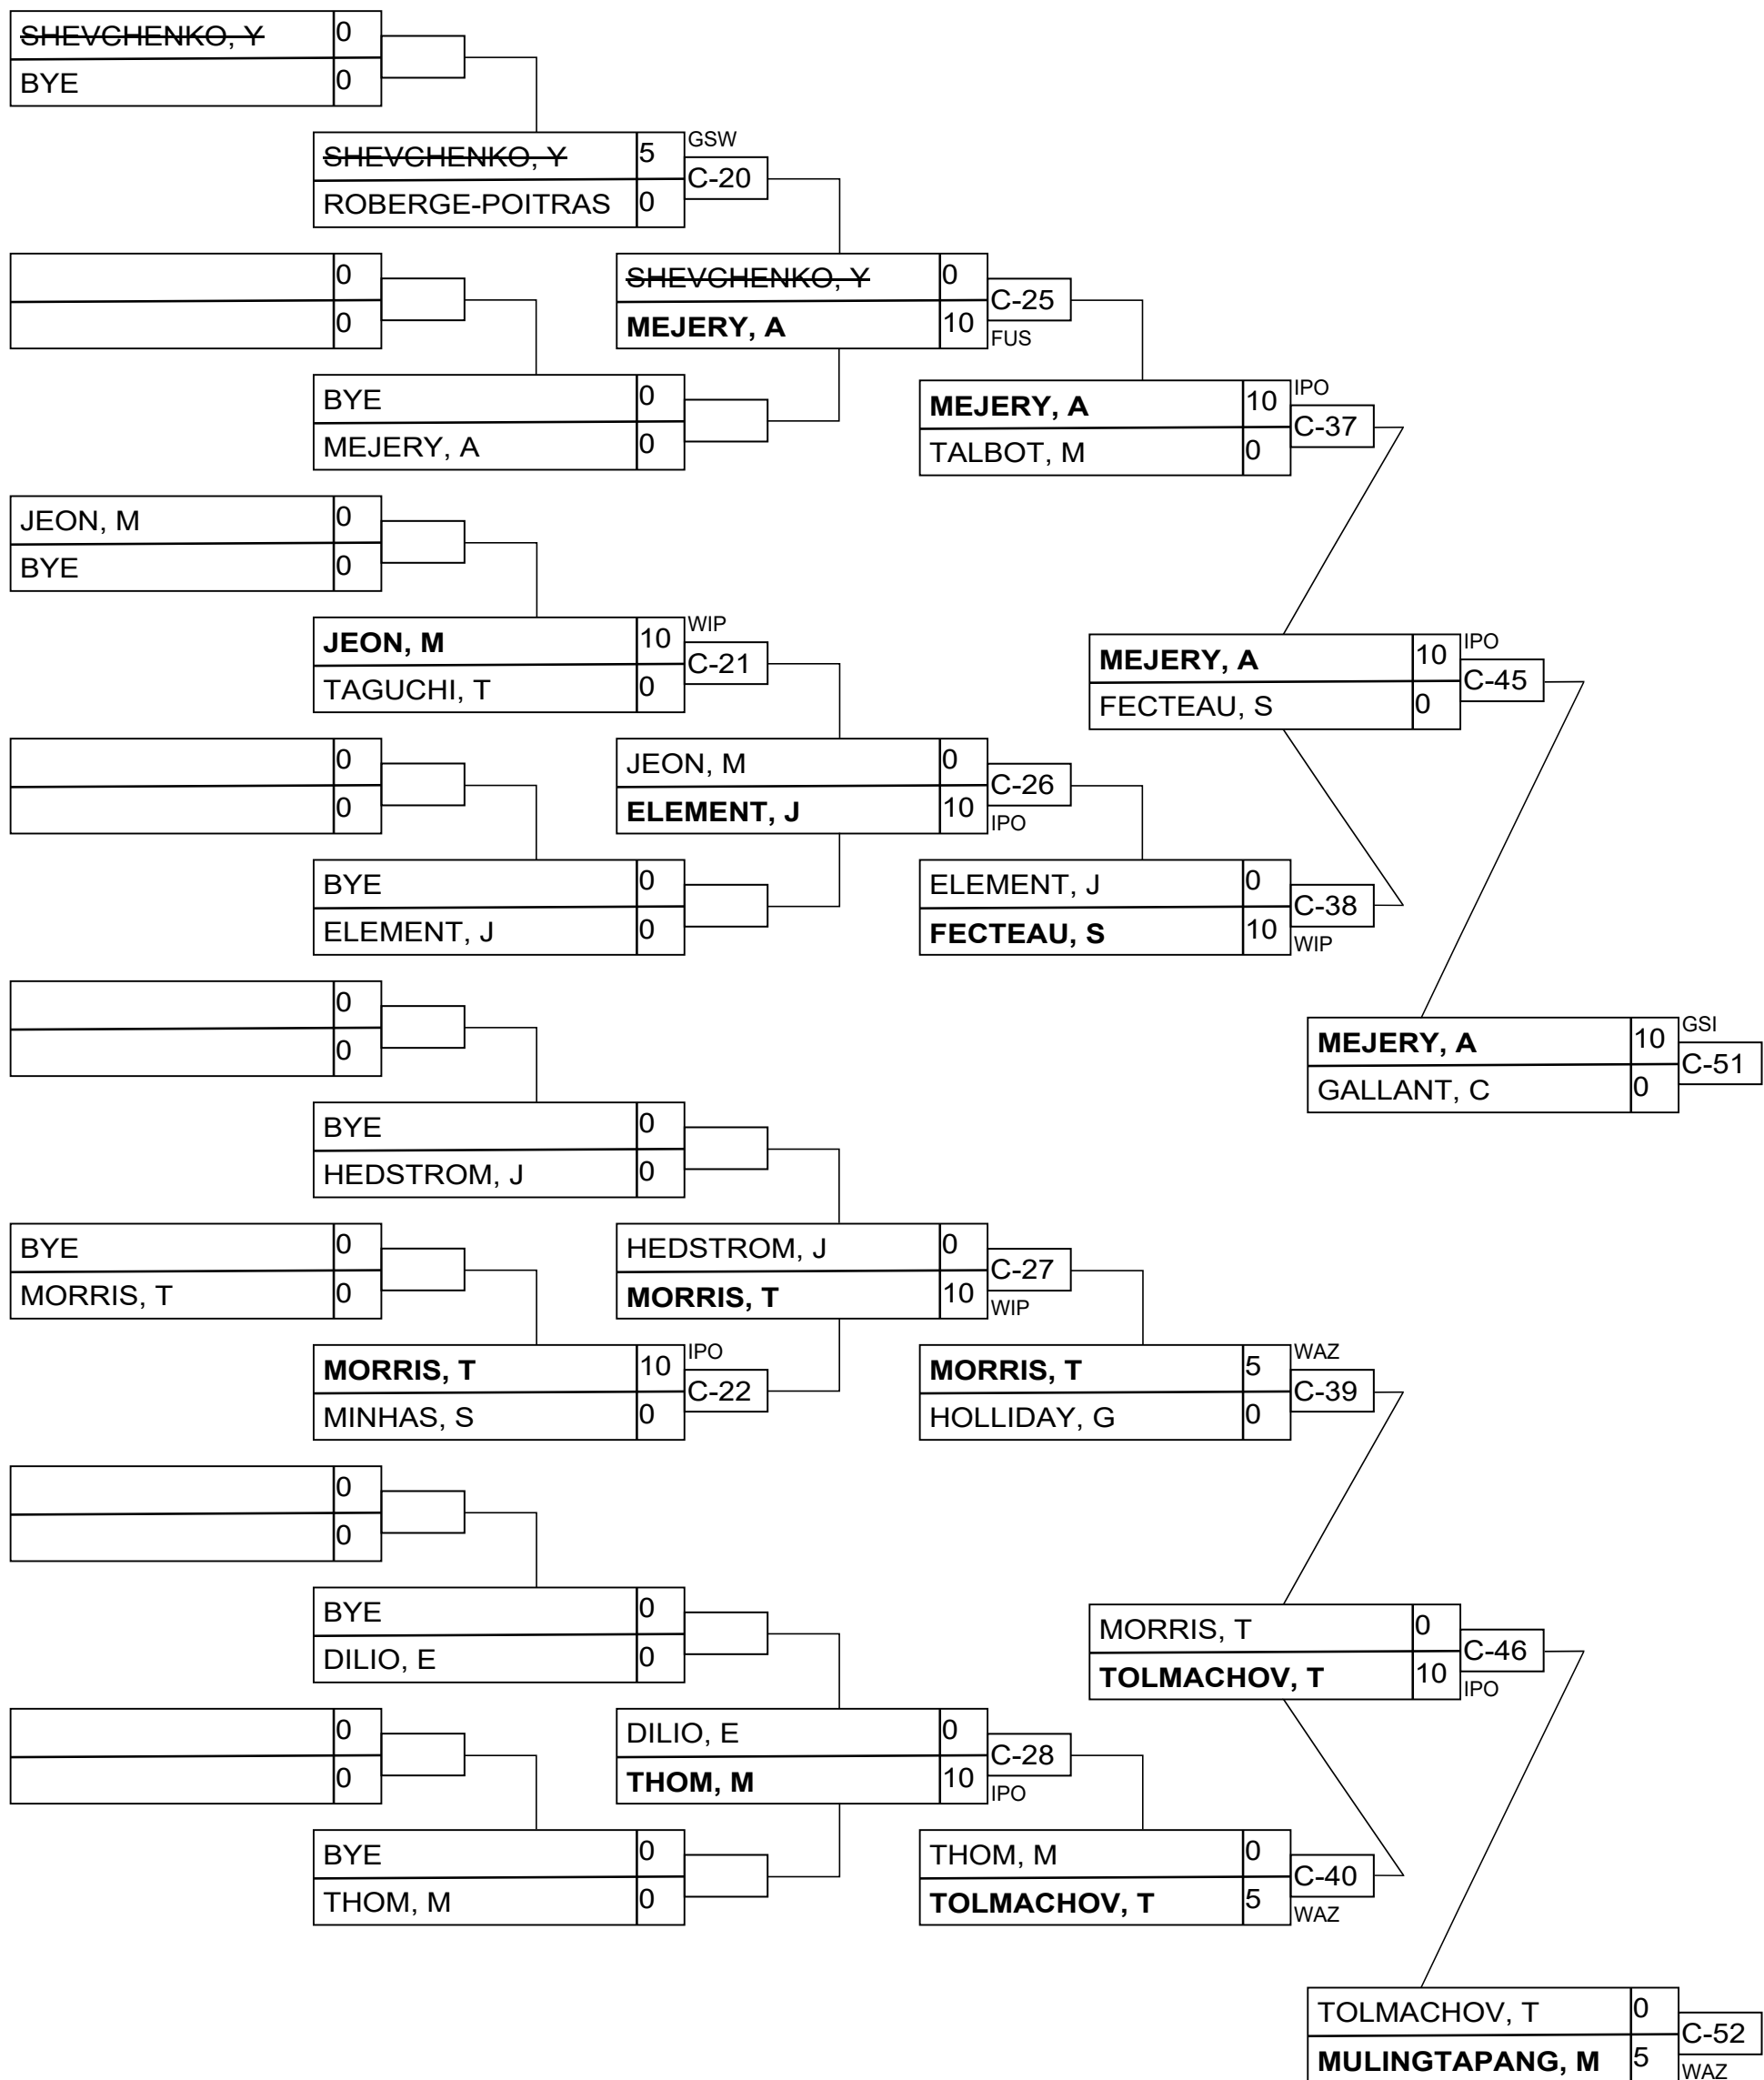 SHEVCHENKO, Y 0
BYE 0
SHEVCHENKO, Y 5 GSW
C-20
ROBERGE-POITRAS 0
0
0
SHEVCHENKO, Y 0
C-25
MEJERY, A 10 FUS
BYE 0
MEJERY, A 0
MEJERY, A 10 IPO
C-37
TALBOT, M 0
JEON, M 0
BYE 0
JEON, M 10 WIP
C-21
TAGUCHI, T 0
MEJERY, A 10 IPO
C-45
FECTEAU, S 0
0
0
JEON, M 0
C-26
ELEMENT, J 10 IPO
BYE 0
ELEMENT, J 0
ELEMENT, J 0
C-38
FECTEAU, S 10 WIP
0
0
MEJERY, A 10 GSI
C-51
GALLANT, C 0
BYE 0
HEDSTROM, J 0
BYE 0
MORRIS, T 0
HEDSTROM, J 0
C-27
MORRIS, T 10 WIP
MORRIS, T 10 IPO
C-22
MINHAS, S 0
MORRIS, T 5 WAZ
C-39
HOLLIDAY, G 0
0
0
BYE 0
DILIO, E 0
MORRIS, T 0
C-46
TOLMACHOV, T 10 IPO
0
0
DILIO, E 0
C-28
THOM, M 10 IPO
BYE 0
THOM, M 0
THOM, M 0
C-40
TOLMACHOV, T 5 WAZ
TOLMACHOV, T 0
C-52
MULINGTAPANG, M 5 WAZ